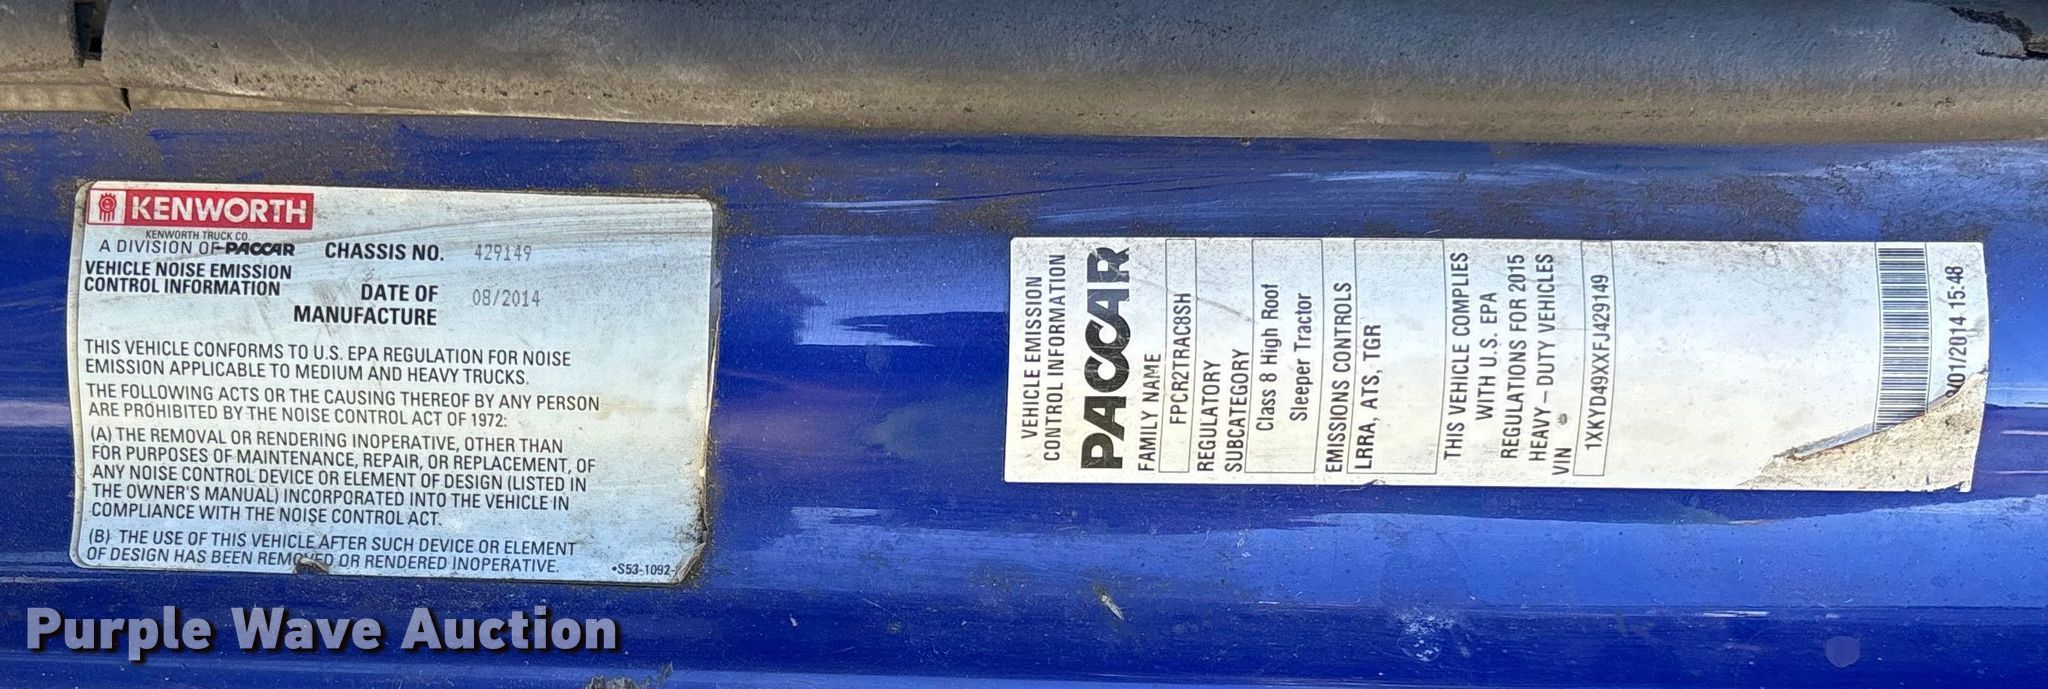 KENWORTH
KENWORTH TRUCK CO.
A DIVISION OF PACCAR
CHASSIS NO. 429149
VEHICLE NOISE EMISSION
CONTROL INFORMATION
DATE OF
MANUFACTURE
08/2014
THIS VEHICLE CONFORMS TO U.S. EPA REGULATION FOR NOISE
EMISSION APPLICABLE TO MEDIUM AND HEAVY TRUCKS.
THE FOLLOWING ACTS OR THE CAUSING THEREOF BY ANY PERSON
ARE PROHIBITED BY THE NOISE CONTROL ACT OF 1972:
(A) THE REMOVAL OR RENDERING INOPERATIVE, OTHER THAN
FOR PURPOSES OF MAINTENANCE, REPAIR, OR REPLACEMENT, OF
ANY NOISE CONTROL DEVICE OR ELEMENT OF DESIGN (LISTED IN
THE OWNER'S MANUAL) INCORPORATED INTO THE VEHICLE IN
COMPLIANCE WITH THE NOISE CONTROL ACT.
(B) THE USE OF THIS VEHICLE AFTER SUCH DEVICE OR ELEMENT
OF DESIGN HAS BEEN REMOVED OR RENDERED INOPERATIVE.
•S53-1092-
VEHICLE EMISSION
CONTROL INFORMATION
PACCAR
FAMILY NAME
FPCR2TRAC8SH
REGULATORY
SUBCATEGORY
Class 8 High Roof
Sleeper Tractor
EMISSIONS CONTROLS
LRRA, ATS, TGR
THIS VEHICLE COMPLIES
WITH U.S. EPA
REGULATIONS FOR 2015
HEAVY - DUTY VEHICLES
VIN
1XKYD49XXFJ429149
/01/2014 15:48
Purple Wave Auction